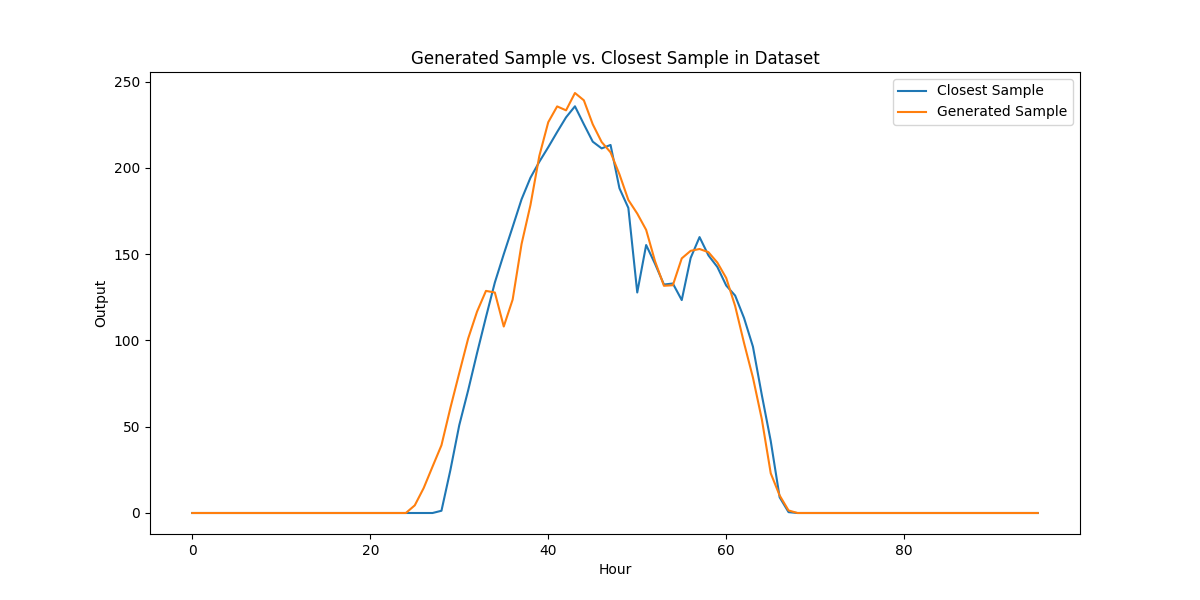 Generated Sample vs. Closest Sample in Dataset
Closest Sample
Generated Sample
Output
250
200
150
100
50
0
0 20 40 60 80
Hour